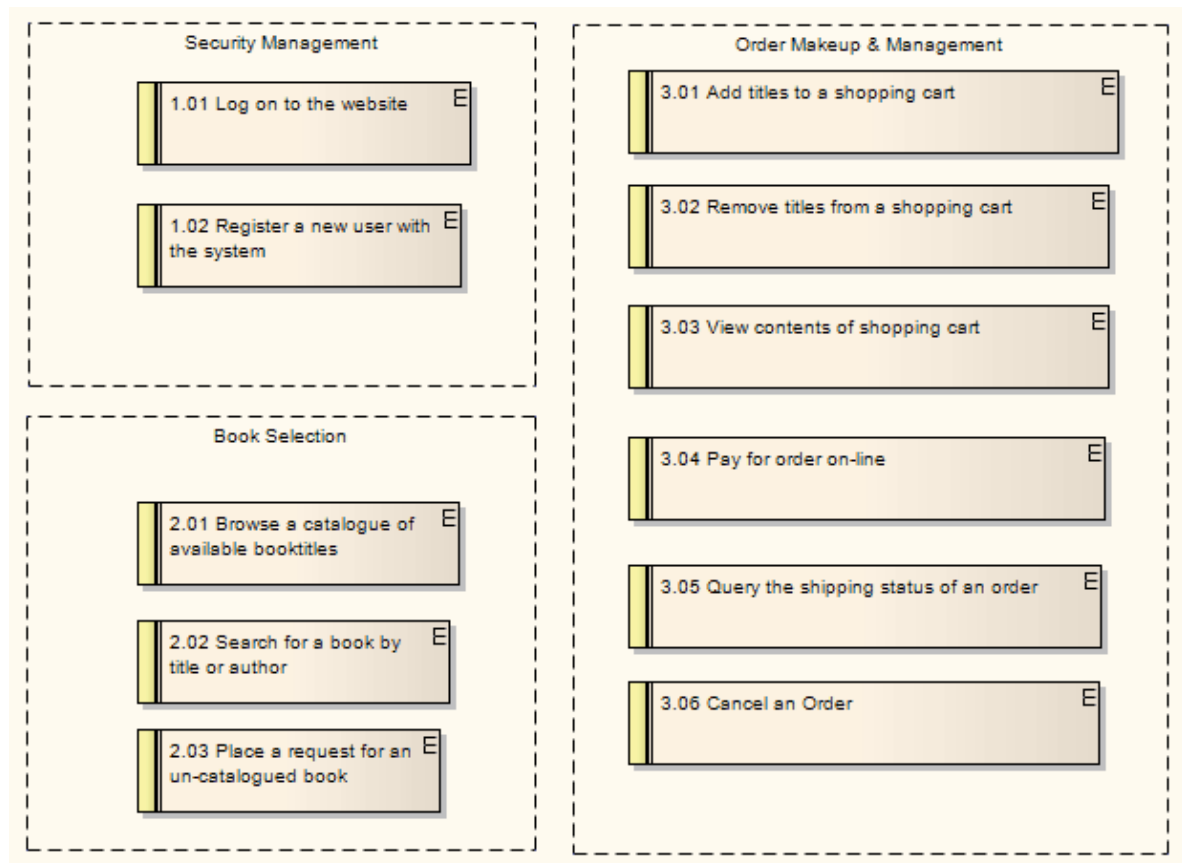 Security Management
1.01 Log on to the website
E
1.02 Register a new user with
the system
E
Book Selection
2.01 Browse a catalogue of
available booktitles
E
2.02 Search for a book by
title or author
E
2.03 Place a request for an
un-catalogued book
E
Order Makeup & Management
3.01 Add titles to a shopping cart
E
3.02 Remove titles from a shopping cart
E
3.03 View contents of shopping cart
E
3.04 Pay for order on-line
E
3.05 Query the shipping status of an order
E
3.06 Cancel an Order
E